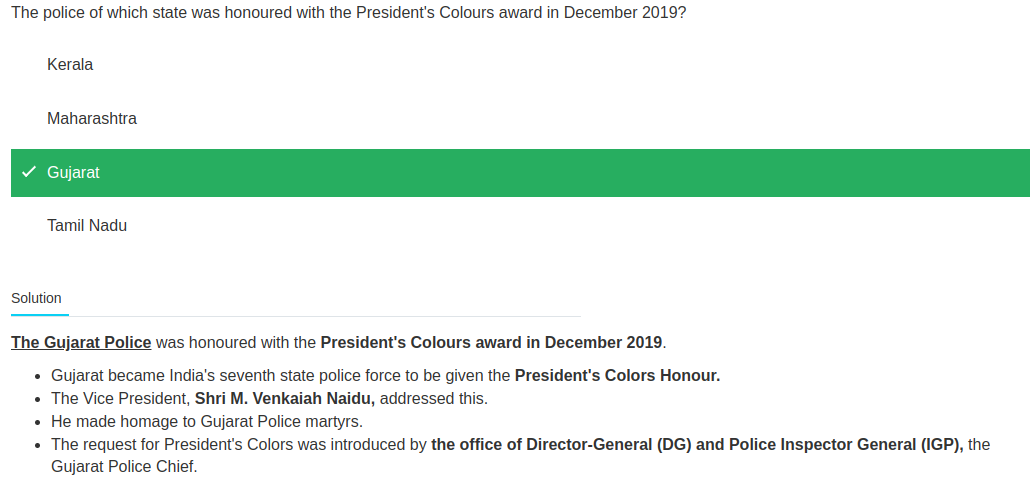 The police of which state was honoured with the President's Colours award in December 2019?
Kerala
Maharashtra
Gujarat
Tamil Nadu
Solution
The Gujarat Police was honoured with the President's Colours award in December 2019.
Gujarat became India's seventh state police force to be given the President's Colors Honour.
The Vice President, Shri M. Venkaiah Naidu, addressed this.
He made homage to Gujarat Police martyrs.
The request for President's Colors was introduced by the office of Director-General (DG) and Police Inspector General (IGP), the
Gujarat Police Chief.